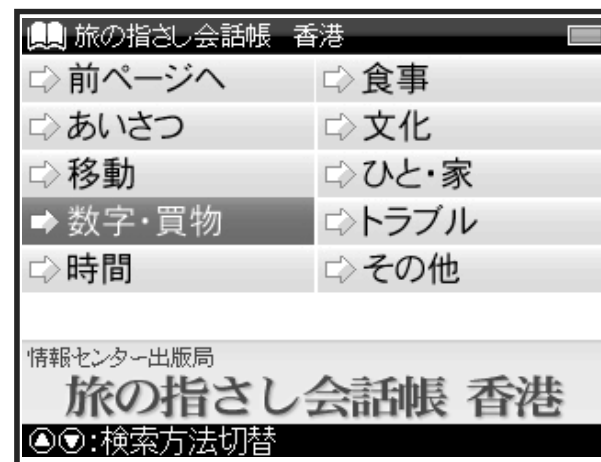 旅の指さし会話帳 香港
前ページへ
食事
あいさつ
文化
移動
ひと・家
数字・買物
トラブル
時間
その他
情報センター出版局
旅の指さし会話帳 香港
:検索方法切替